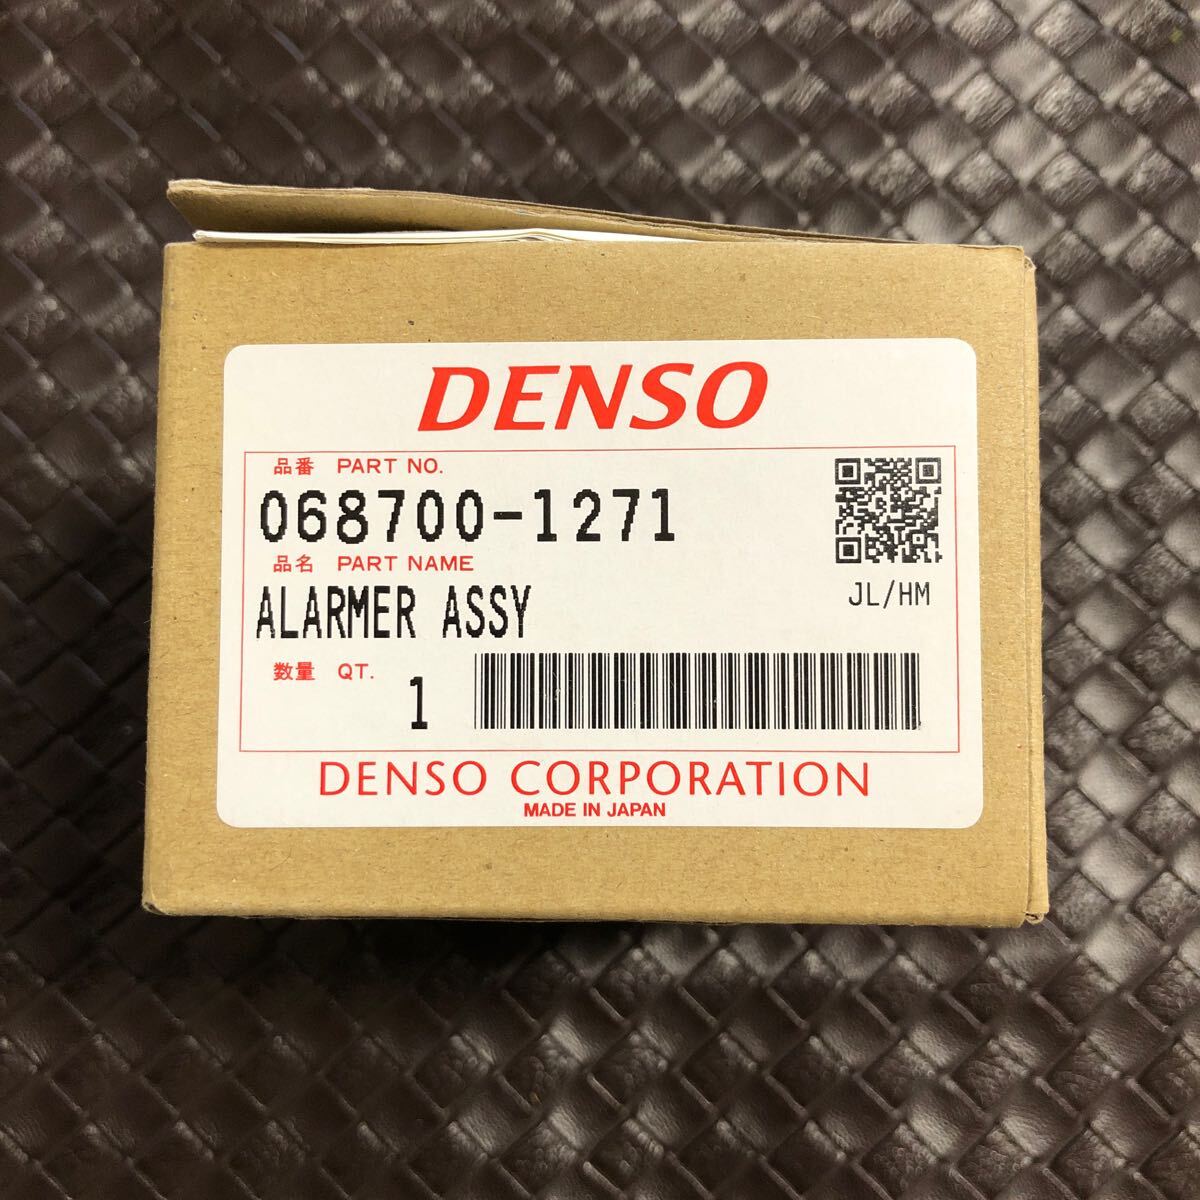 DENSO
品番 PART NO.
068700-1271
品名 PART NAME
ALARMER ASSY
JL/HM
数量 QT.
1
DENSO CORPORATION
MADE IN JAPAN